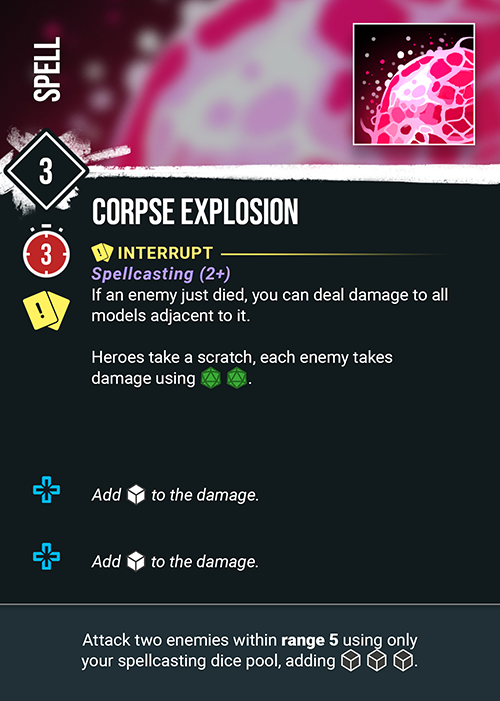 SPELL
3
CORPSE EXPLOSION
3
INTERRUPT
Spellcasting (2+)
If an enemy just died, you can deal damage to all
models adjacent to it.
Heroes take a scratch, each enemy takes
damage using .
Add to the damage.
Add to the damage.
Attack two enemies within range 5 using only
your spellcasting dice pool, adding .